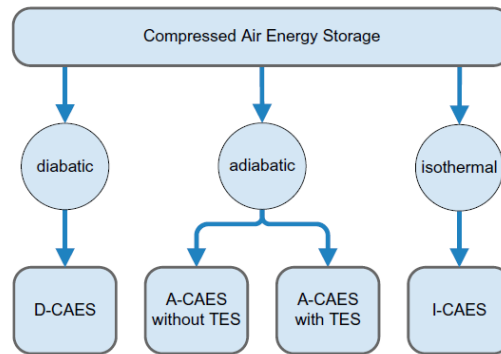 Compressed Air Energy Storage
diabatic
adiabatic
isothermal
D-CAES
A-CAES
without TES
A-CAES
with TES
I-CAES